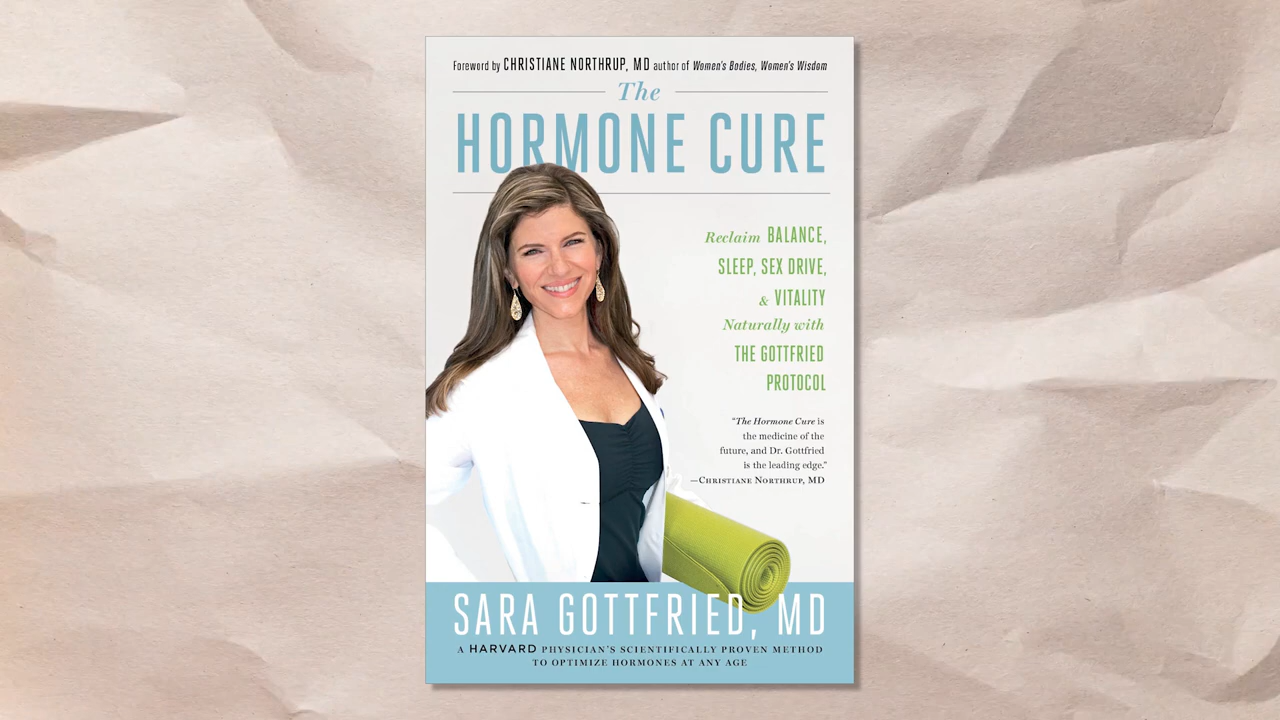 Foreword by CHRISTIANE NORTHRUP, MD author of Women's Bodies, Women's Wisdom
The
HORMONE CURE
Reclaim BALANCE,
SLEEP, SEX DRIVE,
& VITALITY
Naturally with
THE GOTTFRIED
PROTOCOL
"The Hormone Cure is
the medicine of the
future, and Dr. Gottfried
is the leading edge."
—CHRISTIANE NORTHRUP, MD
SARA GOTTFRIED, MD
A HARVARD PHYSICIAN'S SCIENTIFICALLY PROVEN METHOD
TO OPTIMIZE HORMONES AT ANY AGE